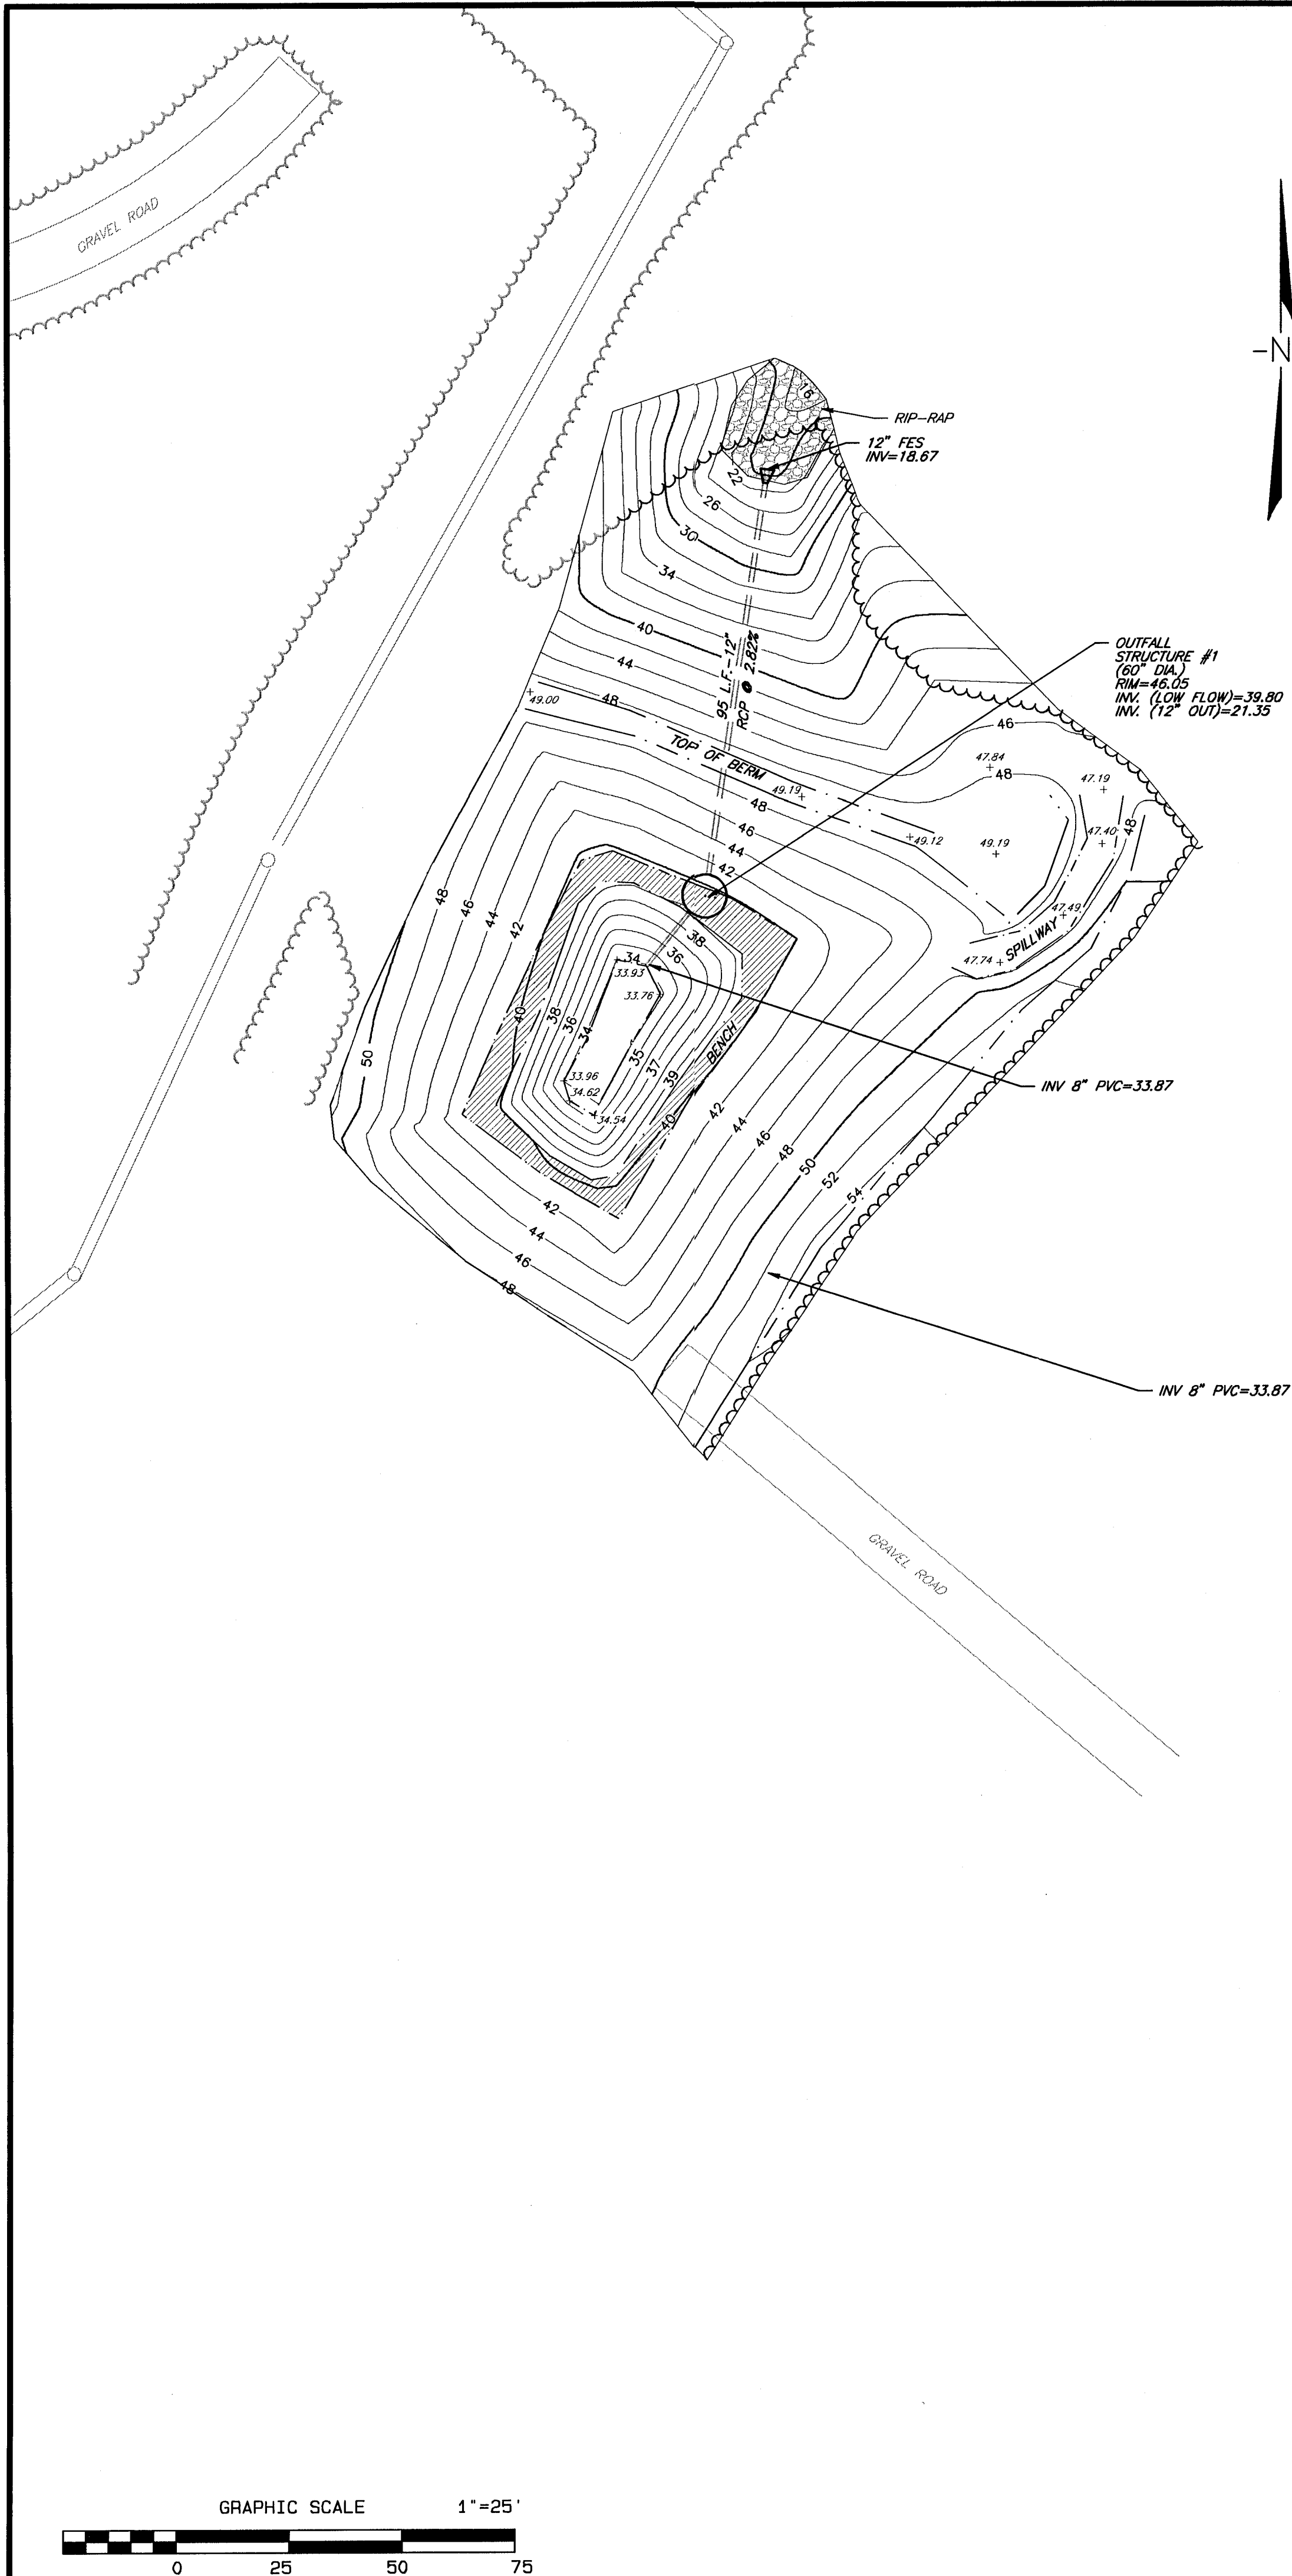 GRAVEL ROAD
-N
16
RIP-RAP
12" FES
INV=18.67
22
26
30
34
40
44
48
49.00
95 L.F.-12"
RCP @ 2.82%
OUTFALL
STRUCTURE #1
(60" DIA.)
RIM=46.05
INV. (LOW FLOW)=39.80
INV. (12" OUT)=21.35
TOP OF BERM
49.19
48
46
44
42
49.12
46
47.84
48
47.19
47.40
48
49.19
47.49
SPILLWAY
47.74
48
46
44
42
50
40
38
36
34
38
36
34
33.93
33.76
35
37
39
40
BENCH
33.96
34.62
34.54
INV 8" PVC=33.87
42
44
46
48
50
52
54
42
44
46
48
INV 8" PVC=33.87
GRAVEL ROAD
GRAPHIC SCALE 1"=25'
0 25 50 75